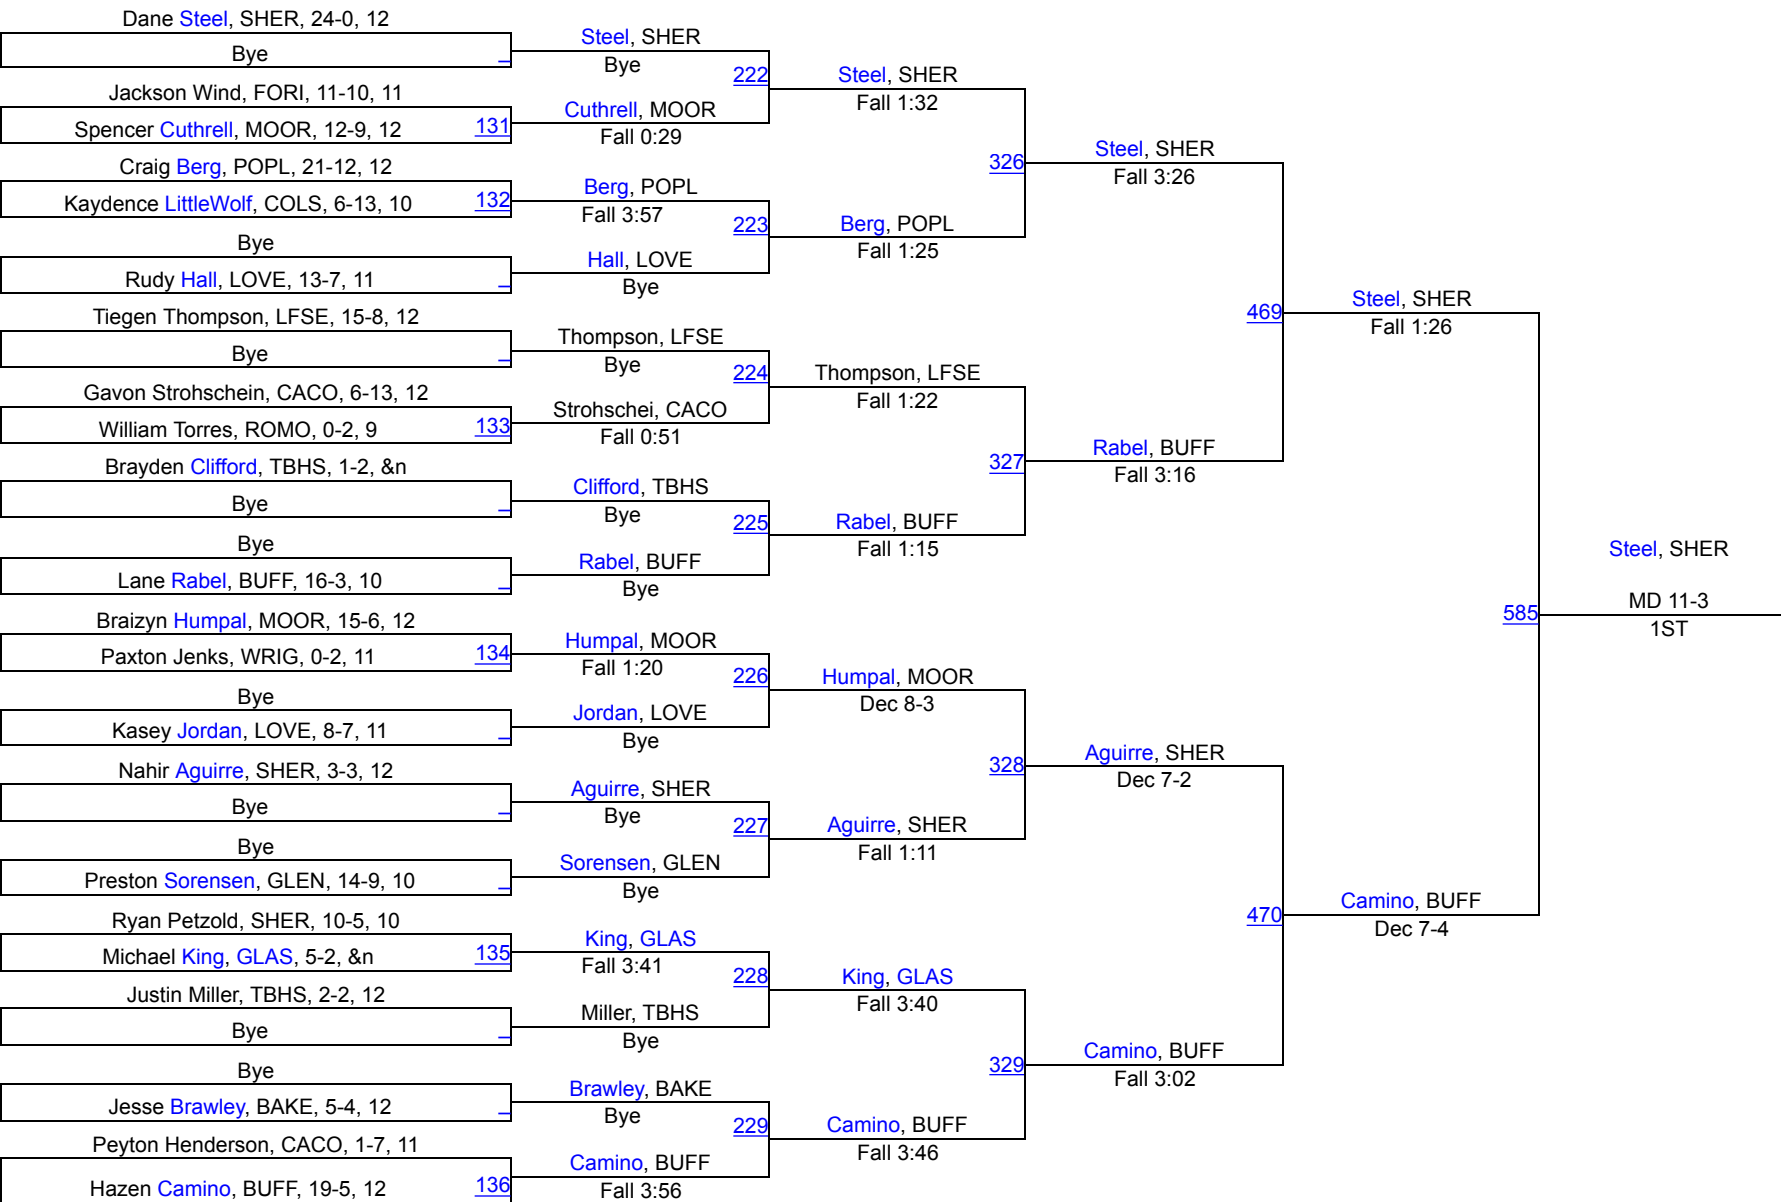 Dane Steel, SHER, 24-0, 12
Bye
Jackson Wind, FORI, 11-10, 11
Spencer Cuthrell, MOOR, 12-9, 12 131
Craig Berg, POPL, 21-12, 12
Kaydence LittleWolf, COLS, 6-13, 10 132
Bye
Rudy Hall, LOVE, 13-7, 11
Tiegen Thompson, LFSE, 15-8, 12
Bye
Gavon Strohschein, CACO, 6-13, 12
William Torres, ROMO, 0-2, 9 133
Brayden Clifford, TBHS, 1-2, &n
Bye
Bye
Lane Rabel, BUFF, 16-3, 10
Braizyn Humpal, MOOR, 15-6, 12
Paxton Jenks, WRIG, 0-2, 11 134
Bye
Kasey Jordan, LOVE, 8-7, 11
Nahir Aguirre, SHER, 3-3, 12
Bye
Bye
Preston Sorensen, GLEN, 14-9, 10
Ryan Petzold, SHER, 10-5, 10
Michael King, GLAS, 5-2, &n 135
Justin Miller, TBHS, 2-2, 12
Bye
Bye
Jesse Brawley, BAKE, 5-4, 12
Peyton Henderson, CACO, 1-7, 11
Hazen Camino, BUFF, 19-5, 12 136
Steel, SHER
Bye
222
Cuthrell, MOOR
Fall 0:29
Berg, POPL
Fall 3:57
223
Hall, LOVE
Bye
Thompson, LFSE
Bye
224
Strohschei, CACO
Fall 0:51
Clifford, TBHS
Bye
225
Rabel, BUFF
Bye
Humpal, MOOR
Fall 1:20
226
Jordan, LOVE
Bye
Aguirre, SHER
Bye
227
Sorensen, GLEN
Bye
King, GLAS
Fall 3:41
228
Miller, TBHS
Bye
Brawley, BAKE
Bye
229
Camino, BUFF
Fall 3:56
Steel, SHER
Fall 1:32
326
Berg, POPL
Fall 1:25
Thompson, LFSE
Fall 1:22
327
Rabel, BUFF
Fall 1:15
Humpal, MOOR
Dec 8-3
328
Aguirre, SHER
Fall 1:11
King, GLAS
Fall 3:40
329
Camino, BUFF
Fall 3:46
Steel, SHER
Fall 3:26
469
Rabel, BUFF
Fall 3:16
Aguirre, SHER
Dec 7-2
470
Camino, BUFF
Fall 3:02
Steel, SHER
Fall 1:26
585
Camino, BUFF
Dec 7-4
Steel, SHER
MD 11-3
1ST